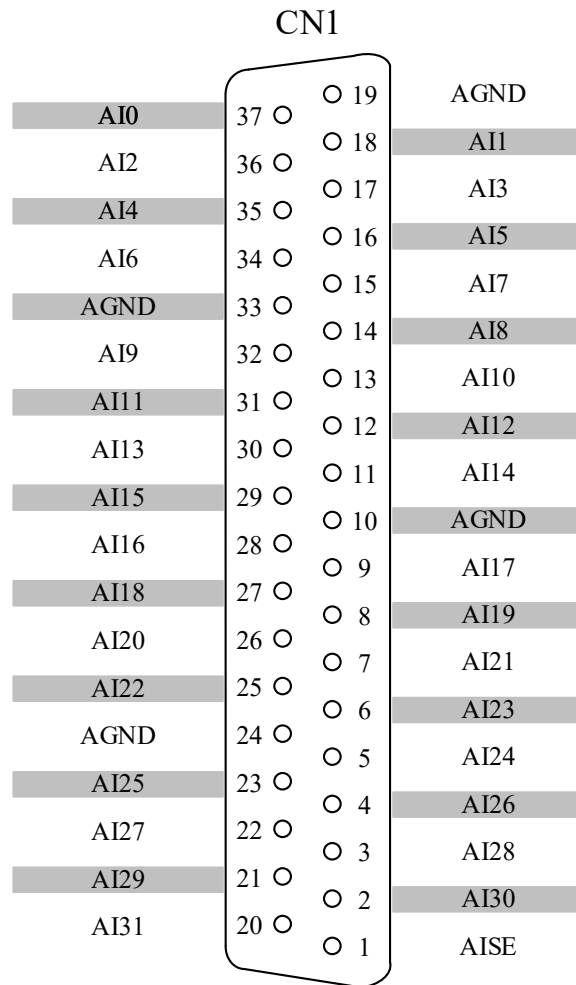 CN1
19 AGND
AI0 37
18 AI1
AI2 36
17 AI3
AI4 35
16 AI5
AI6 34
15 AI7
AGND 33
14 AI8
AI9 32
13 AI10
AI11 31
12 AI12
AI13 30
11 AI14
AI15 29
10 AGND
AI16 28
9 AI17
AI18 27
8 AI19
AI20 26
7 AI21
AI22 25
6 AI23
AGND 24
5 AI24
AI25 23
4 AI26
AI27 22
3 AI28
AI29 21
2 AI30
AI31 20
1 AISE